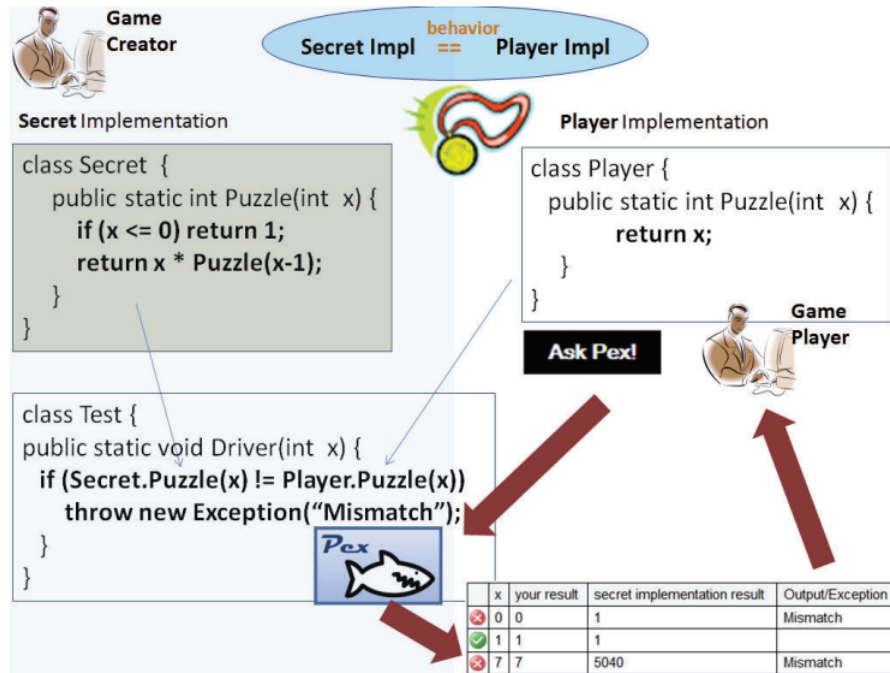 Game
Creator
behavior
Secret Impl == Player Impl
Secret Implementation
Player Implementation
class Secret {
public static int Puzzle(int x) {
if (x <= 0) return 1;
return x * Puzzle(x-1);
}
}
class Player {
public static int Puzzle(int x) {
return x;
}
}
Game
Player
Ask Pex!
class Test {
public static void Driver(int x) {
if (Secret.Puzzle(x) != Player.Puzzle(x))
throw new Exception(“Mismatch”);
}
}
Pex
x your result secret implementation result Output/Exception
0 0 1 Mismatch
1 1 1
7 7 5040 Mismatch